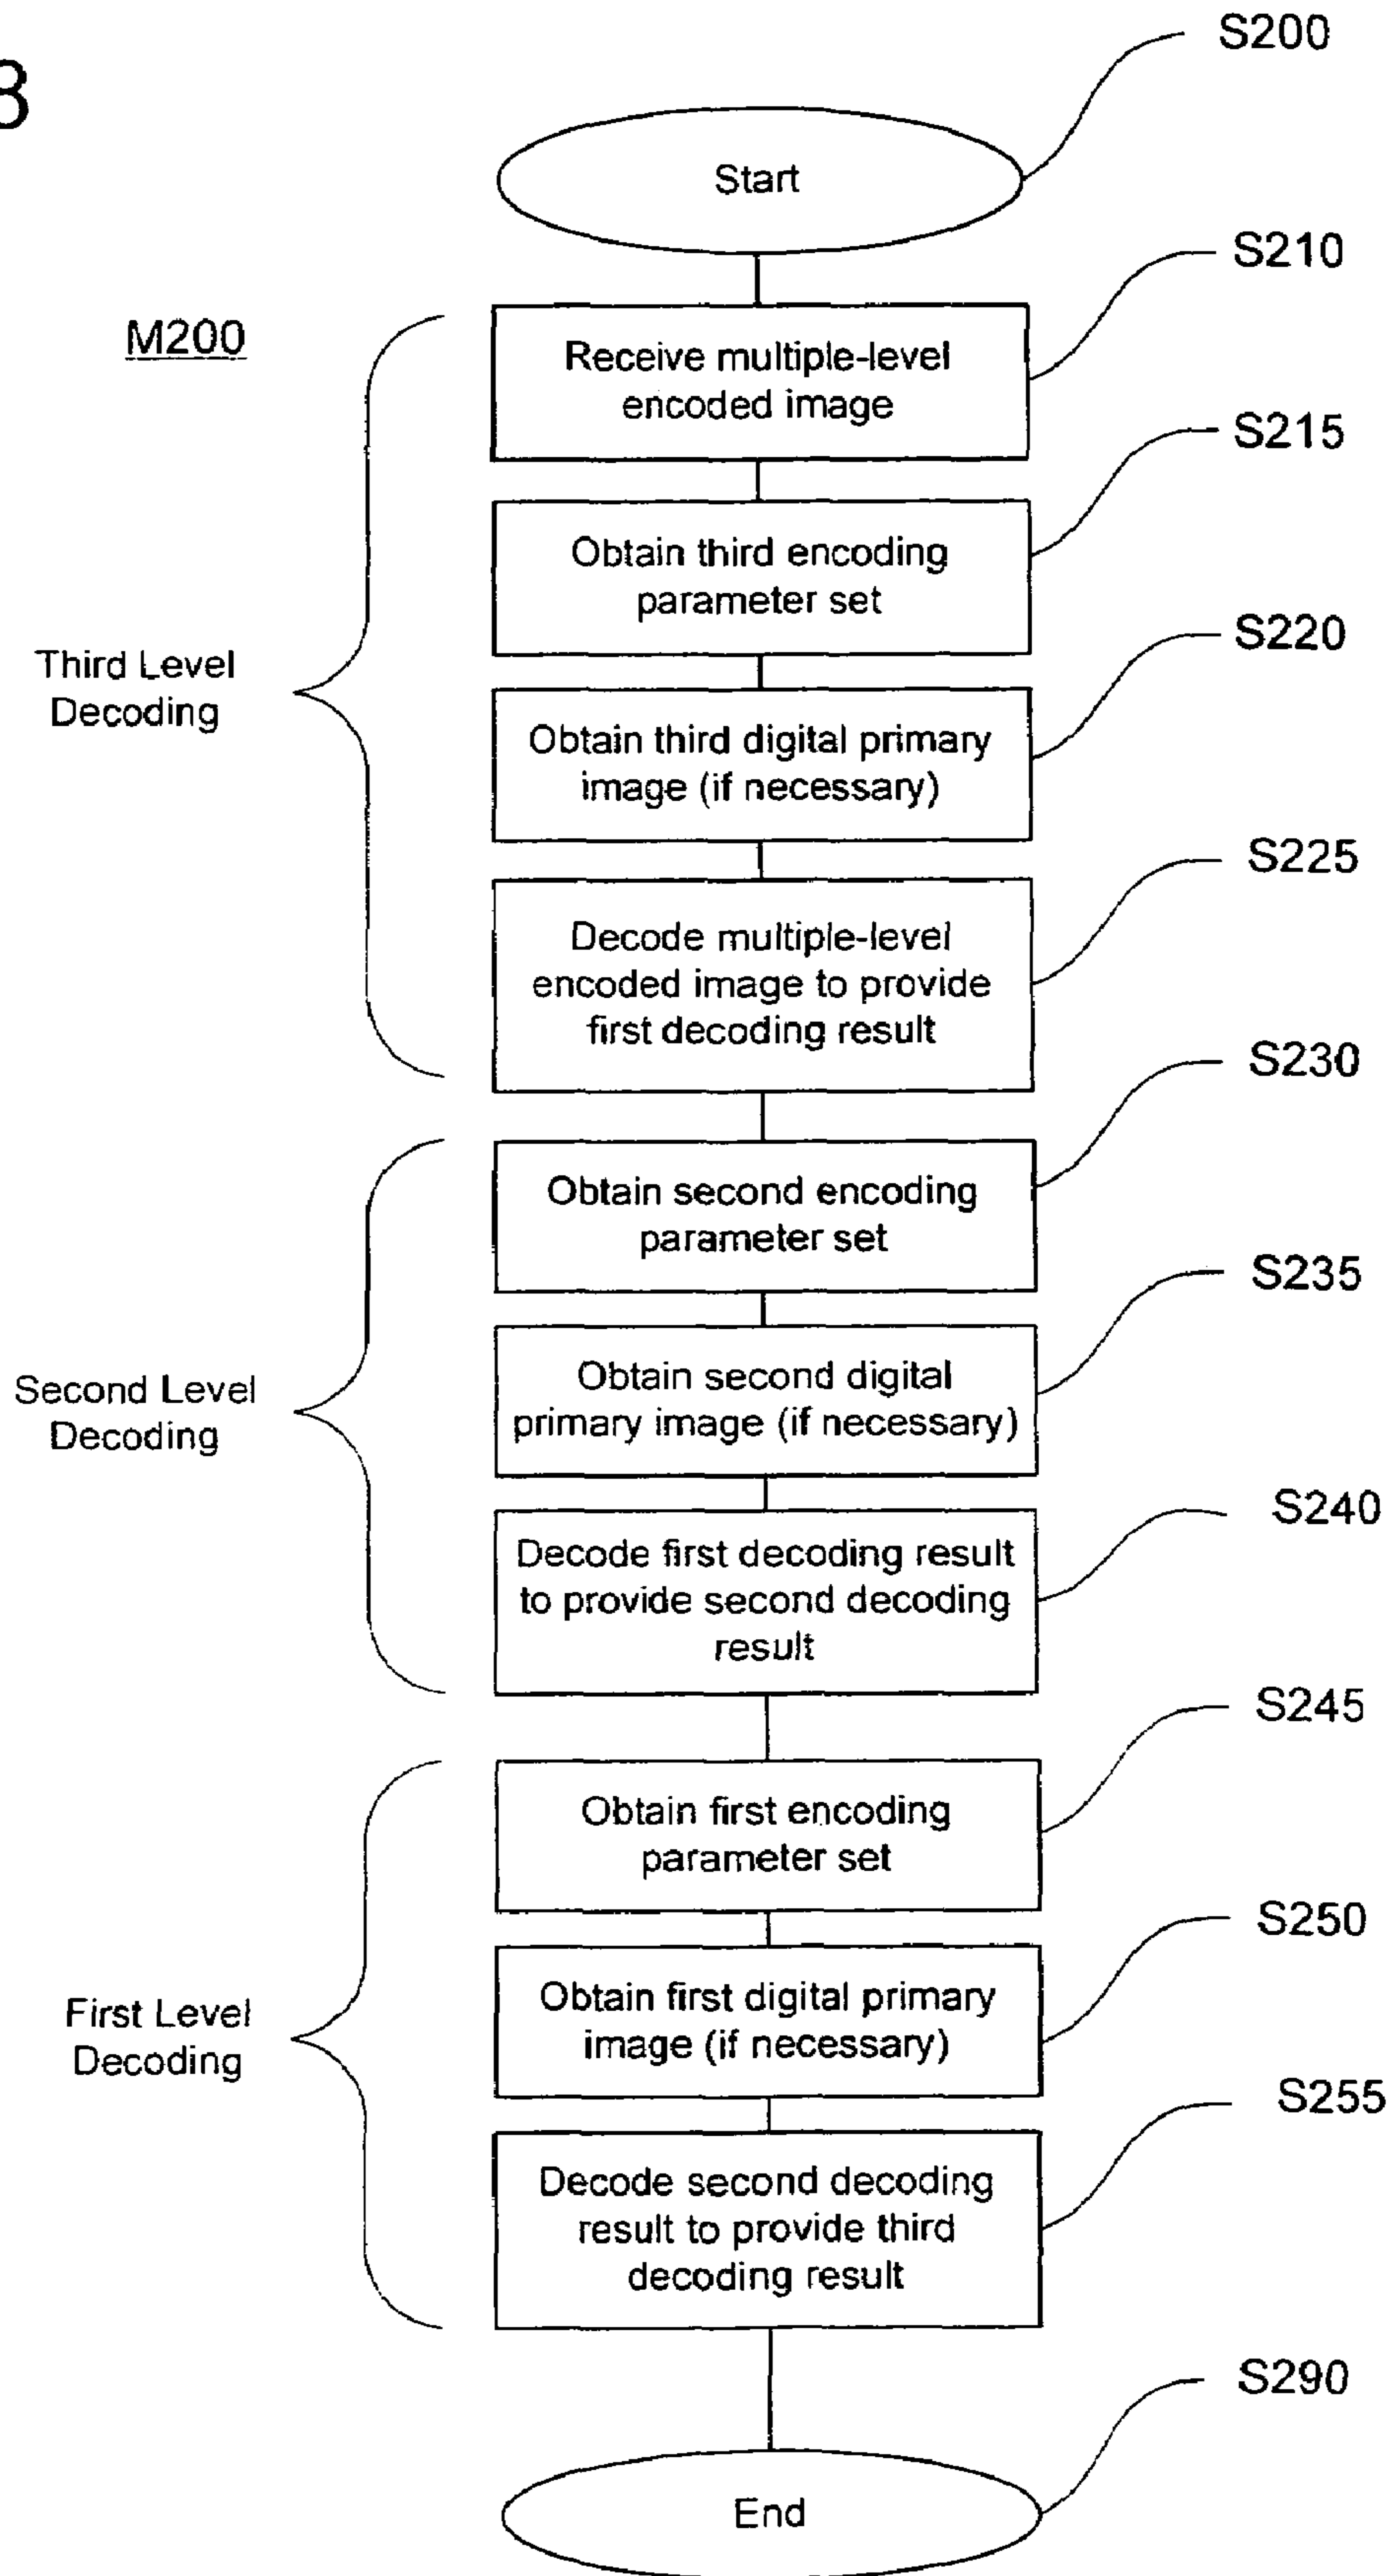 8
S200
Start
S210
M200
Receive multiple-level
encoded image
S215
Obtain third encoding
parameter set
S220
Third Level
Decoding
Obtain third digital primary
image (if necessary)
S225
Decode multiple-level
encoded image to provide
first decoding result
S230
Obtain second encoding
parameter set
S235
Second Level
Decoding
Obtain second digital
primary image (if necessary)
S240
Decode first decoding result
to provide second decoding
result
S245
Obtain first encoding
parameter set
S250
First Level
Decoding
Obtain first digital primary
image (if necessary)
S255
Decode second decoding
result to provide third
decoding result
S290
End